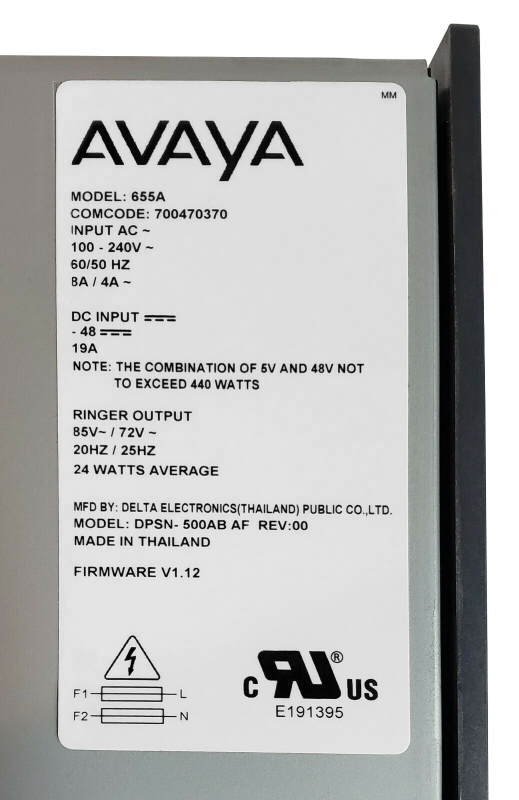 MM
AVAYA
MODEL: 655A
COMCODE: 700470370
INPUT AC ~
100 - 240V ~
60/50 HZ
8A / 4A ~
DC INPUT
- 48
19A
NOTE: THE COMBINATION OF 5V AND 48V NOT
TO EXCEED 440 WATTS
RINGER OUTPUT
85V~ / 72V ~
20HZ / 25HZ
24 WATTS AVERAGE
MFD BY: DELTA ELECTRONICS(THAILAND) PUBLIC CO.,LTD.
MODEL: DPSN- 500AB AF REV:00
MADE IN THAILAND
FIRMWARE V1.12
F1 L
F2 N
C RU ® US
E191395